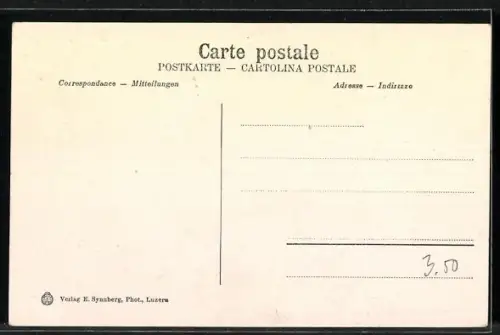 Carte postale
POSTKARTE — CARTOLINA POSTALE
Correspondance — Mitteilungen
Adresse — Indirizzo
3.50
Verlag E. Synnberg, Phot., Luzern